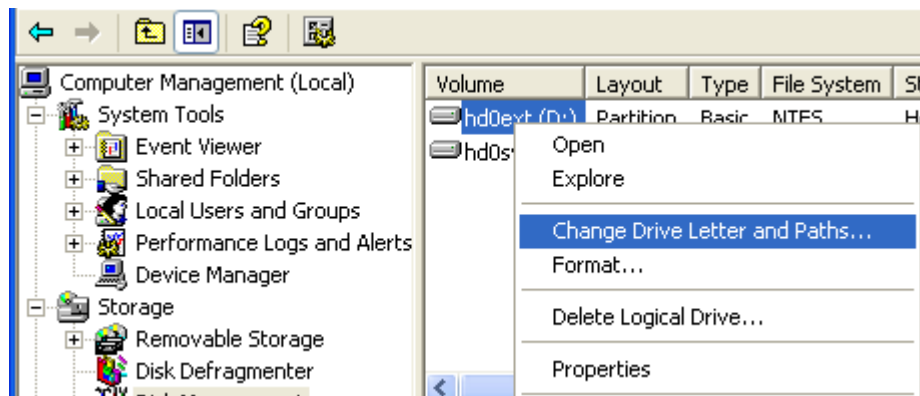 Computer Management (Local)
System Tools
Event Viewer
Shared Folders
Local Users and Groups
Performance Logs and Alerts
Device Manager
Storage
Removable Storage
Disk Defragmenter
Volume Layout Type File System
hd0ext (D:) Partition Basic NTFS
Open
Explore
Change Drive Letter and Paths...
Format...
Delete Logical Drive...
Properties